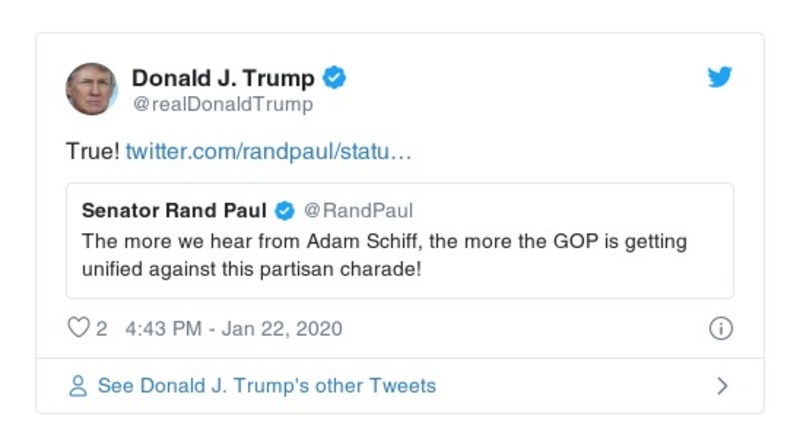 Donald J. Trump
@realDonaldTrump
True! twitter.com/randpaul/statu…
Senator Rand Paul @RandPaul
The more we hear from Adam Schiff, the more the GOP is getting
unified against this partisan charade!
2 4:43 PM - Jan 22, 2020
See Donald J. Trump's other Tweets